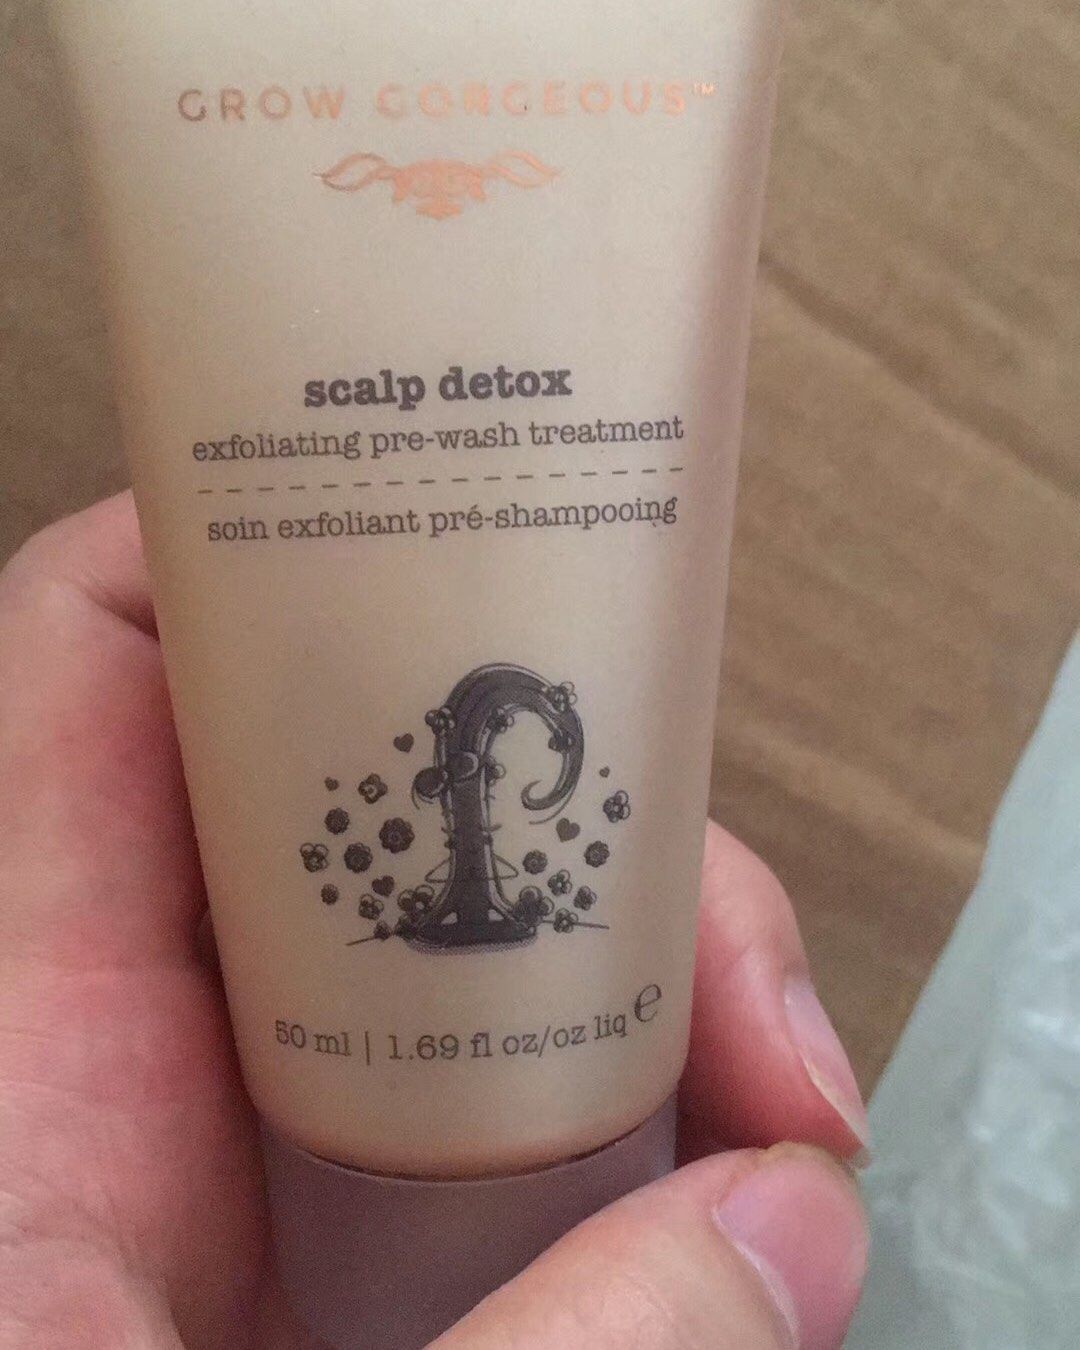 GROW GORGEOUS™
scalp detox
exfoliating pre-wash treatment
soin exfoliant pré-shampooing
50 ml | 1.69 fl oz/oz liq e